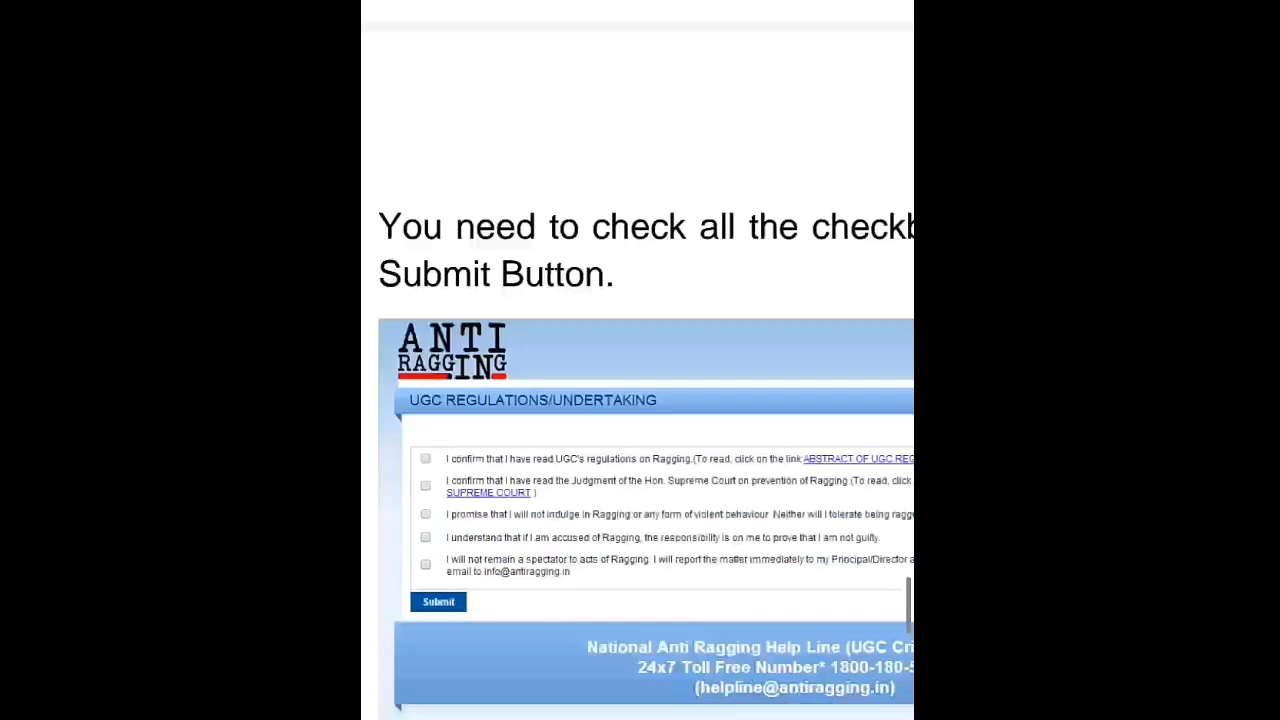 You need to check all the
Submit Button.
ANTI
RAGGING
UGC REGULATIONS/UNDERTAKING
I confirm that I have read UGC's regulations on Ragging.(To read, click on the link ABSTRACT OF UGC
I confirm that I have read the Judgment of the Hon. Supreme Court on prevention of Ragging (To read, click
SUPREME COURT )
I promise that I will not indulge in Ragging or any form of violent behaviour. Neither will I tolerate being
I understand that if I am accused of Ragging, the responsibility is on me to prove that I am not guilty.
I will not remain a spectator to acts of Ragging. I will report the matter immediately to my Principal/Director
email to info@antiragging.in
Submit
National Anti Ragging Help Line (UGC
24x7 Toll Free Number* 1800-180-
(helpline@antiragging.in)